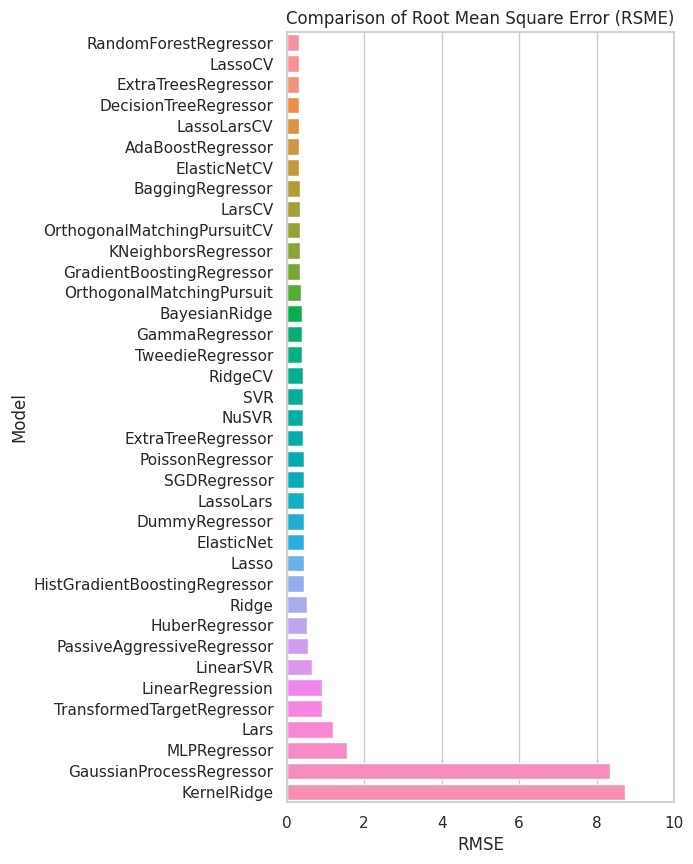 Comparison of Root Mean Square Error (RSME)
RandomForestRegressor
LassoCV
ExtraTreesRegressor
DecisionTreeRegressor
LassoLarsCV
AdaBoostRegressor
ElasticNetCV
BaggingRegressor
LarsCV
OrthogonalMatchingPursuitCV
KNeighborsRegressor
GradientBoostingRegressor
OrthogonalMatchingPursuit
BayesianRidge
GammaRegressor
TweedieRegressor
RidgeCV
SVR
NuSVR
ExtraTreeRegressor
PoissonRegressor
SGDRegressor
LassoLars
DummyRegressor
ElasticNet
Lasso
HistGradientBoostingRegressor
Ridge
HuberRegressor
PassiveAggressiveRegressor
LinearSVR
LinearRegression
TransformedTargetRegressor
Lars
MLPRegressor
GaussianProcessRegressor
KernelRidge
Model
0 2 4 6 8 10
RMSE